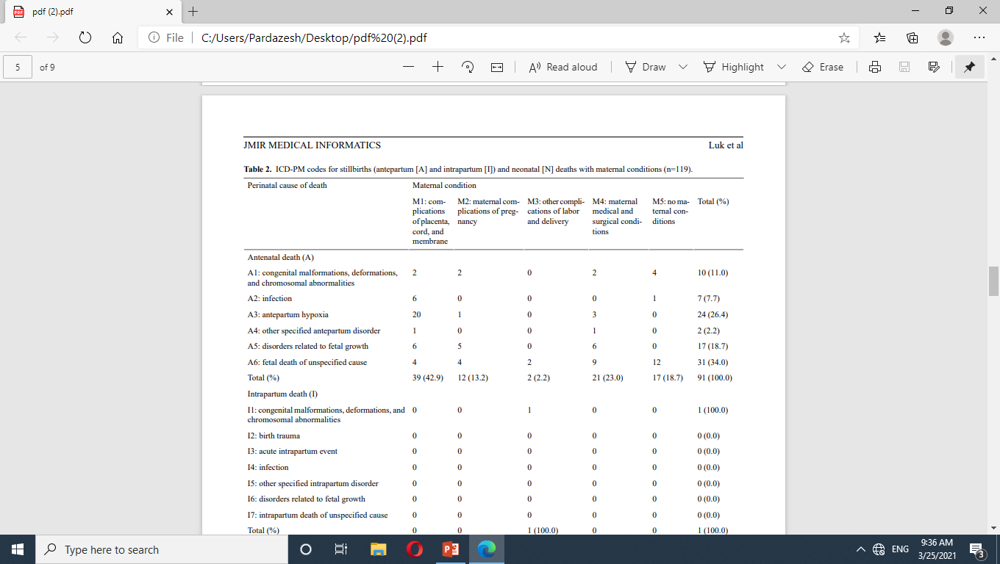 pdf (2).pdf
File
C:/Users/Pardazesh/Desktop/pdf%20(2).pdf
5 of 9
Read aloud
Draw
Highlight
Erase
JMIR MEDICAL INFORMATICS Luk et al
Table 2. ICD-PM codes for stillbirths (antepartum [A] and intrapartum [I]) and neonatal [N] deaths with maternal conditions (n=119).
Perinatal cause of death Maternal condition
M1: com- M2: maternal com- M3: other compli- M4: maternal M5: no ma- Total (%)
plications plications of preg- cations of labor medical and ternal con-
of placenta, nancy and delivery surgical condi- ditions
cord, and tions
membrane
Antenatal death (A)
A1: congenital malformations, deformations, 2 2 0 2 4 10 (11.0)
and chromosomal abnormalities
A2: infection 6 0 0 0 1 7 (7.7)
A3: antepartum hypoxia 20 1 0 3 0 24 (26.4)
A4: other specified antepartum disorder 1 0 0 1 0 2 (2.2)
A5: disorders related to fetal growth 6 5 0 6 0 17 (18.7)
A6: fetal death of unspecified cause 4 4 2 9 12 31 (34.0)
Total (%) 39 (42.9) 12 (13.2) 2 (2.2) 21 (23.0) 17 (18.7) 91 (100.0)
Intrapartum death (I)
I1: congenital malformations, deformations, and 0 0 1 0 0 1 (100.0)
chromosomal abnormalities
I2: birth trauma 0 0 0 0 0 0 (0.0)
I3: acute intrapartum event 0 0 0 0 0 0 (0.0)
I4: infection 0 0 0 0 0 0 (0.0)
I5: other specified intrapartum disorder 0 0 0 0 0 0 (0.0)
I6: disorders related to fetal growth 0 0 0 0 0 0 (0.0)
I7: intrapartum death of unspecified cause 0 0 0 0 0 0 (0.0)
Total (%) 0 0 1 (100.0) 0 0 1 (100.0)
Type here to search
ENG
9:36 AM
3/25/2021
3